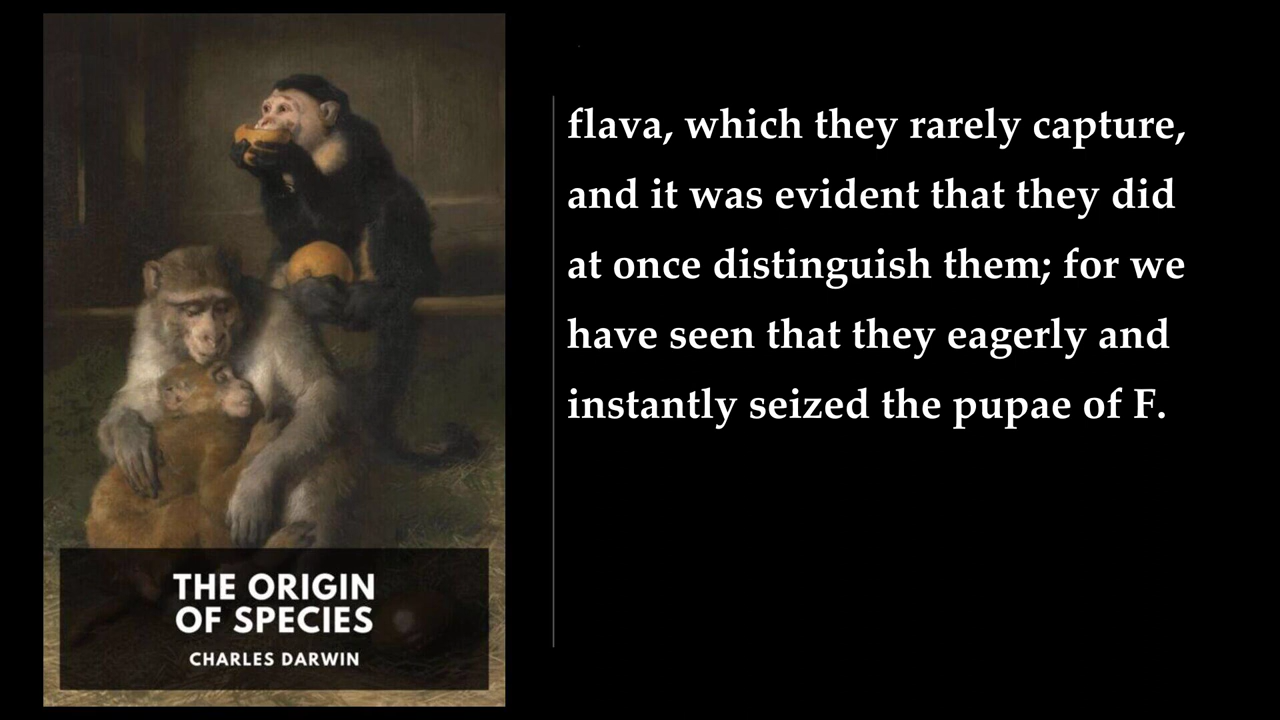 flava, which they rarely capture,
and it was evident that they did
at once distinguish them; for we
have seen that they eagerly and
instantly seized the pupae of F.
THE ORIGIN
OF SPECIES
CHARLES DARWIN